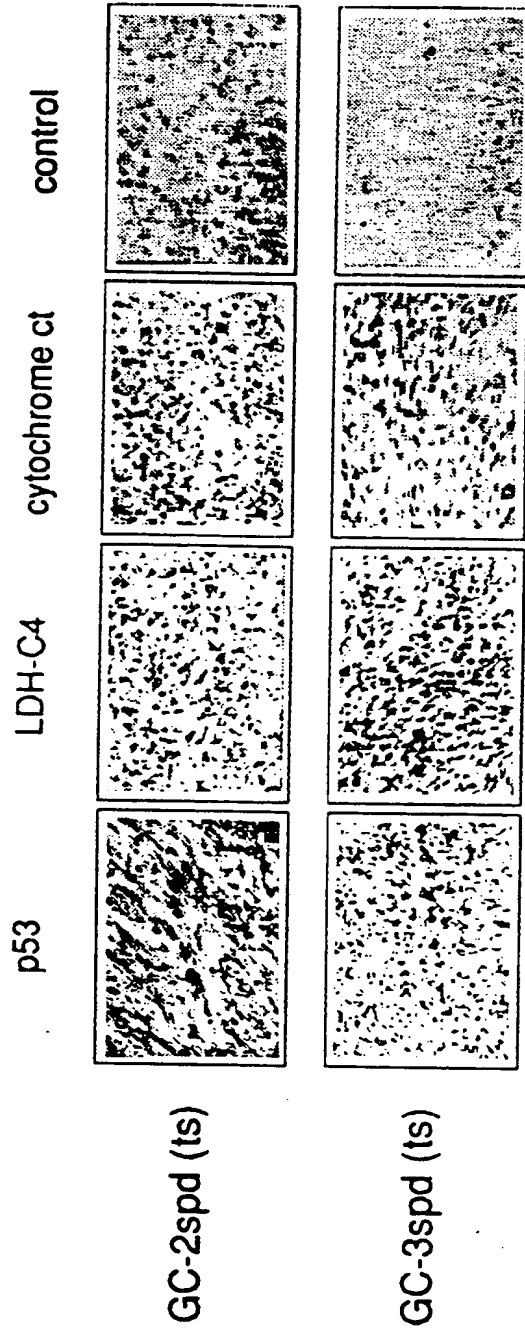 p53 LDH-C4 cytochrome ct control
GC-2spd (ts)
GC-3spd (ts)